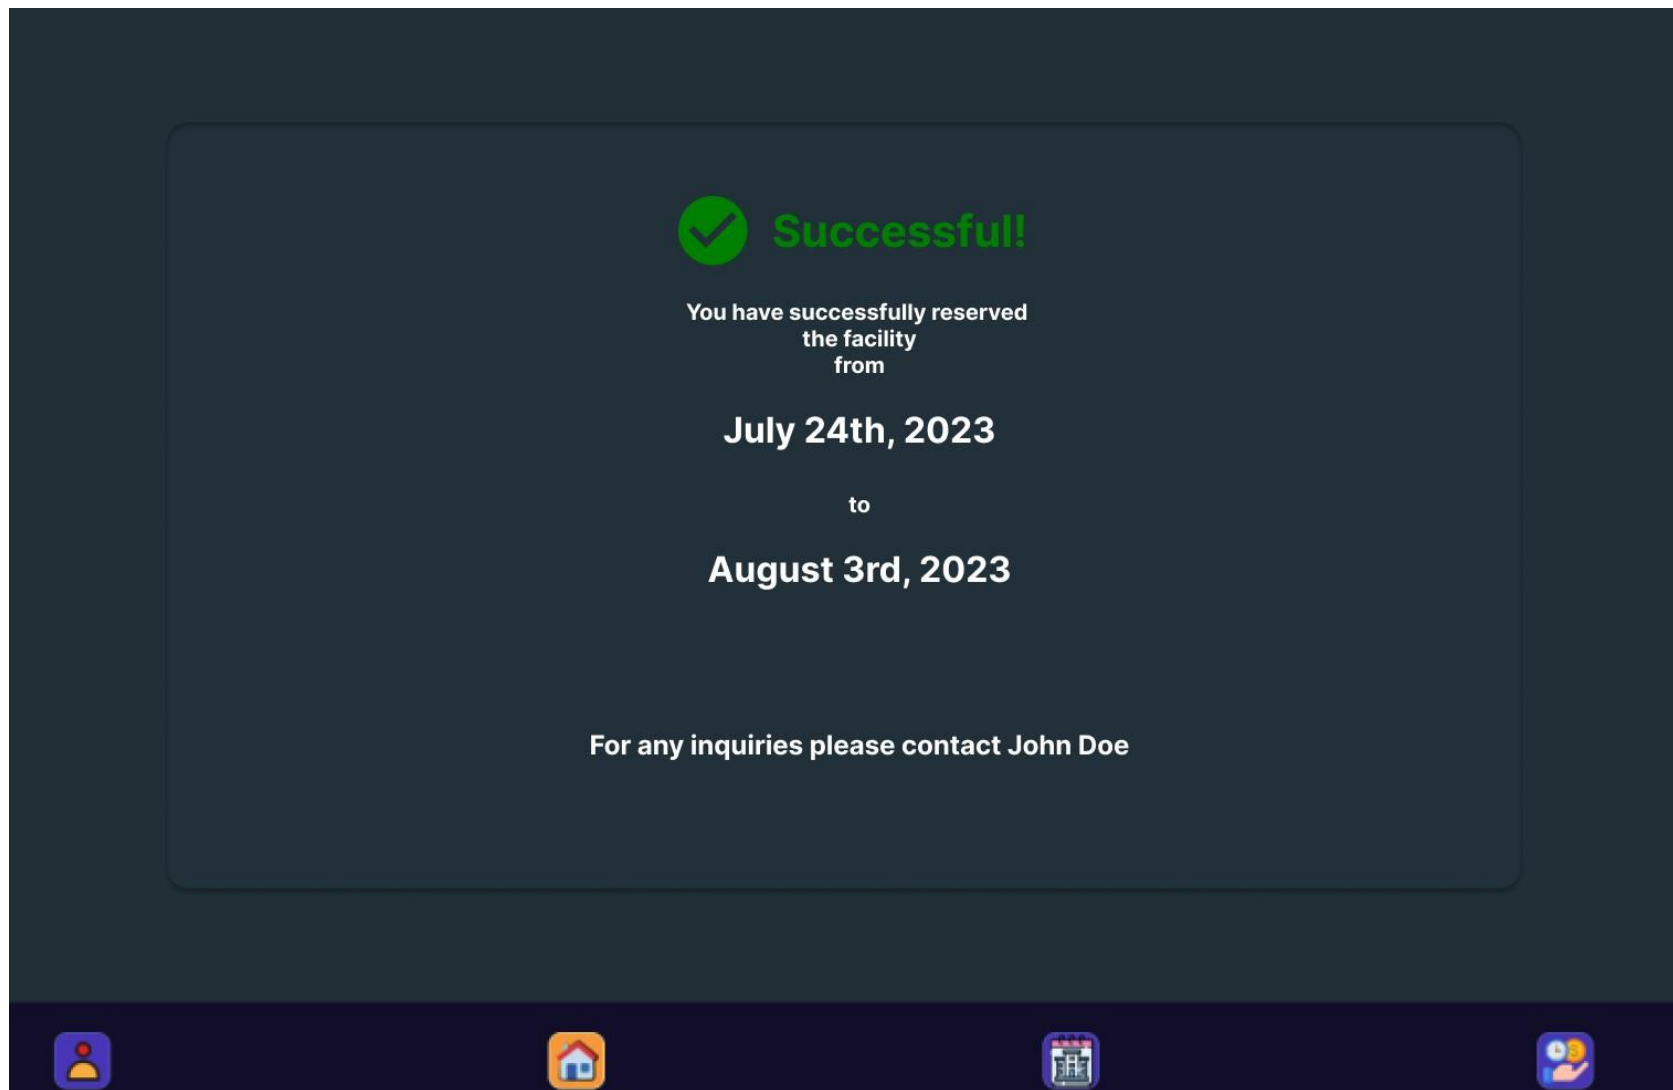 Successful!
You have successfully reserved
the facility
from
July 24th, 2023
to
August 3rd, 2023
For any inquiries please contact John Doe